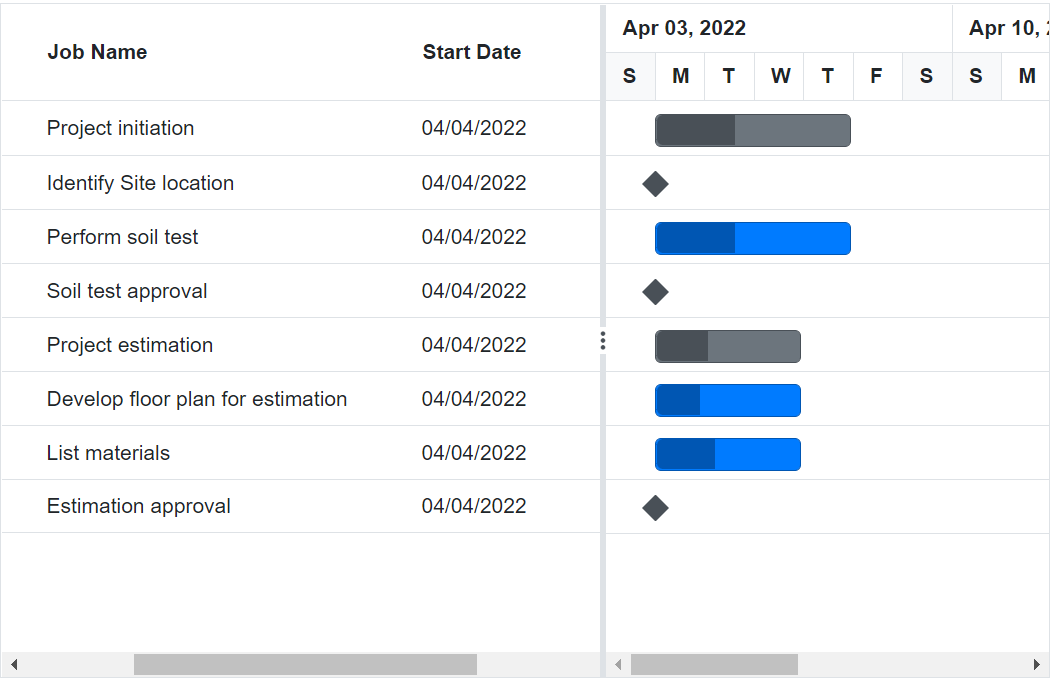 Job Name Start Date Apr 03, 2022 Apr 10,
S M T W T F S S M
Project initiation 04/04/2022
Identify Site location 04/04/2022
Perform soil test 04/04/2022
Soil test approval 04/04/2022
Project estimation 04/04/2022
Develop floor plan for estimation 04/04/2022
List materials 04/04/2022
Estimation approval 04/04/2022